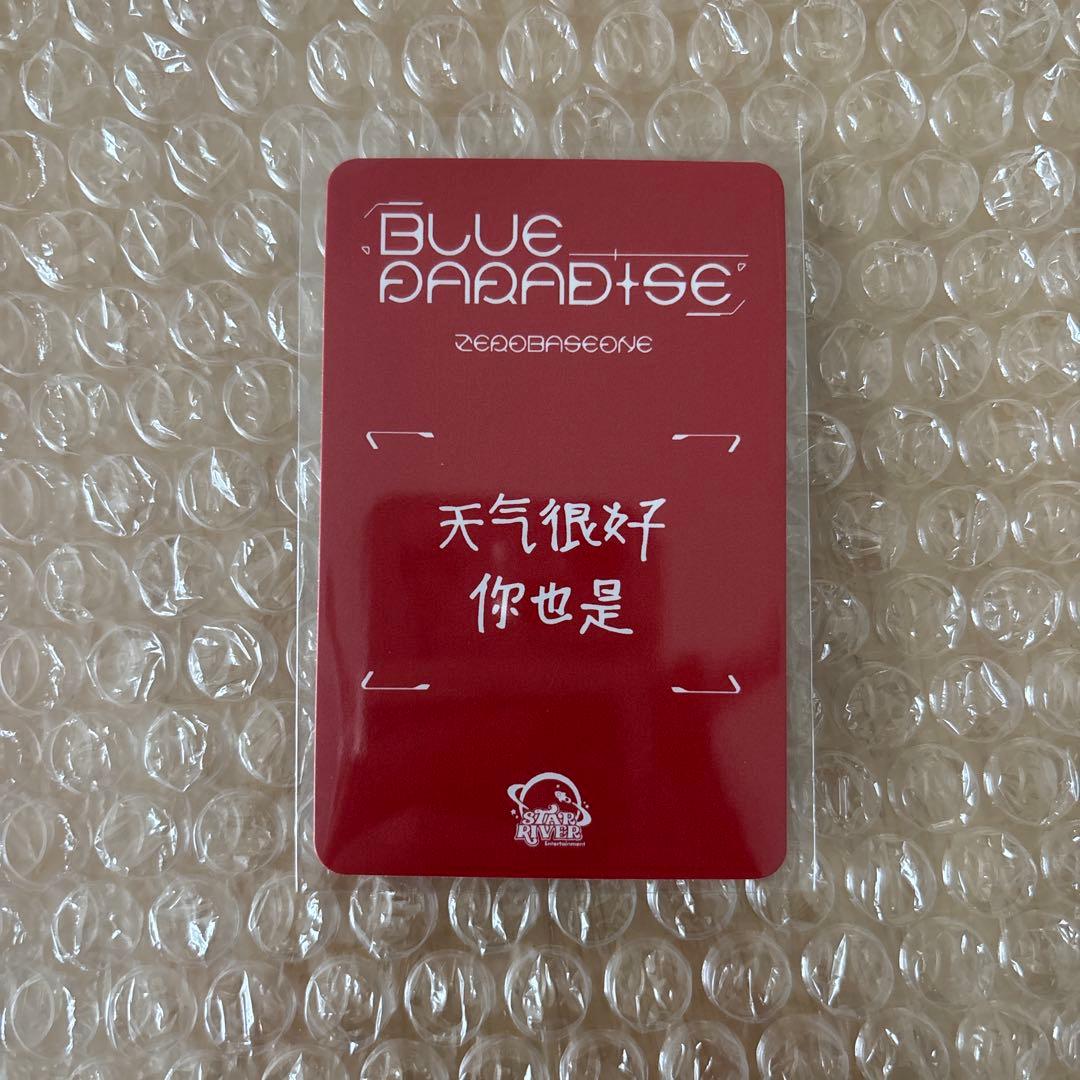 BLUE
PARADISE
ZEROBASEONE
天气很好
你也是
STAR
RIVER
Entertainment